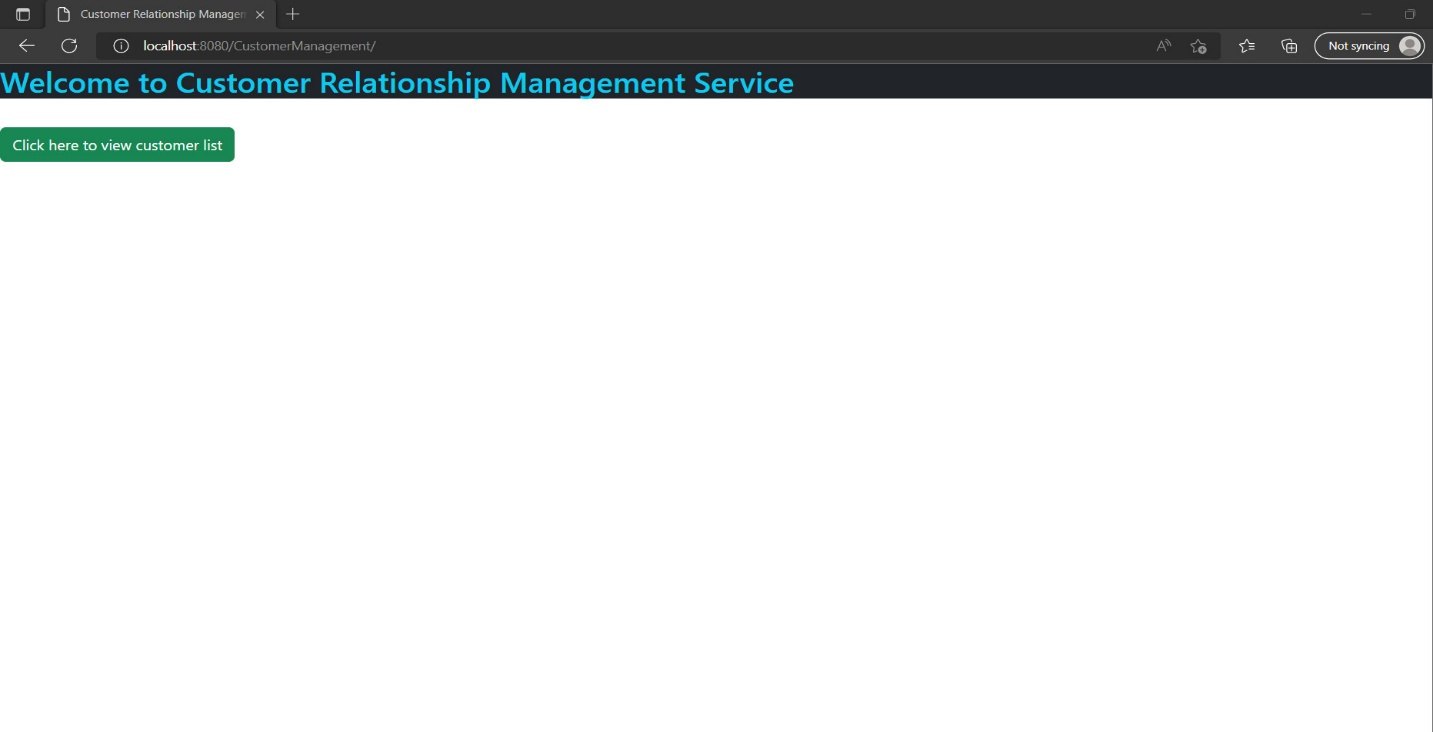 Customer Relationship Managem
localhost:8080/CustomerManagement/
Not syncing
Welcome to Customer Relationship Management Service
Click here to view customer list